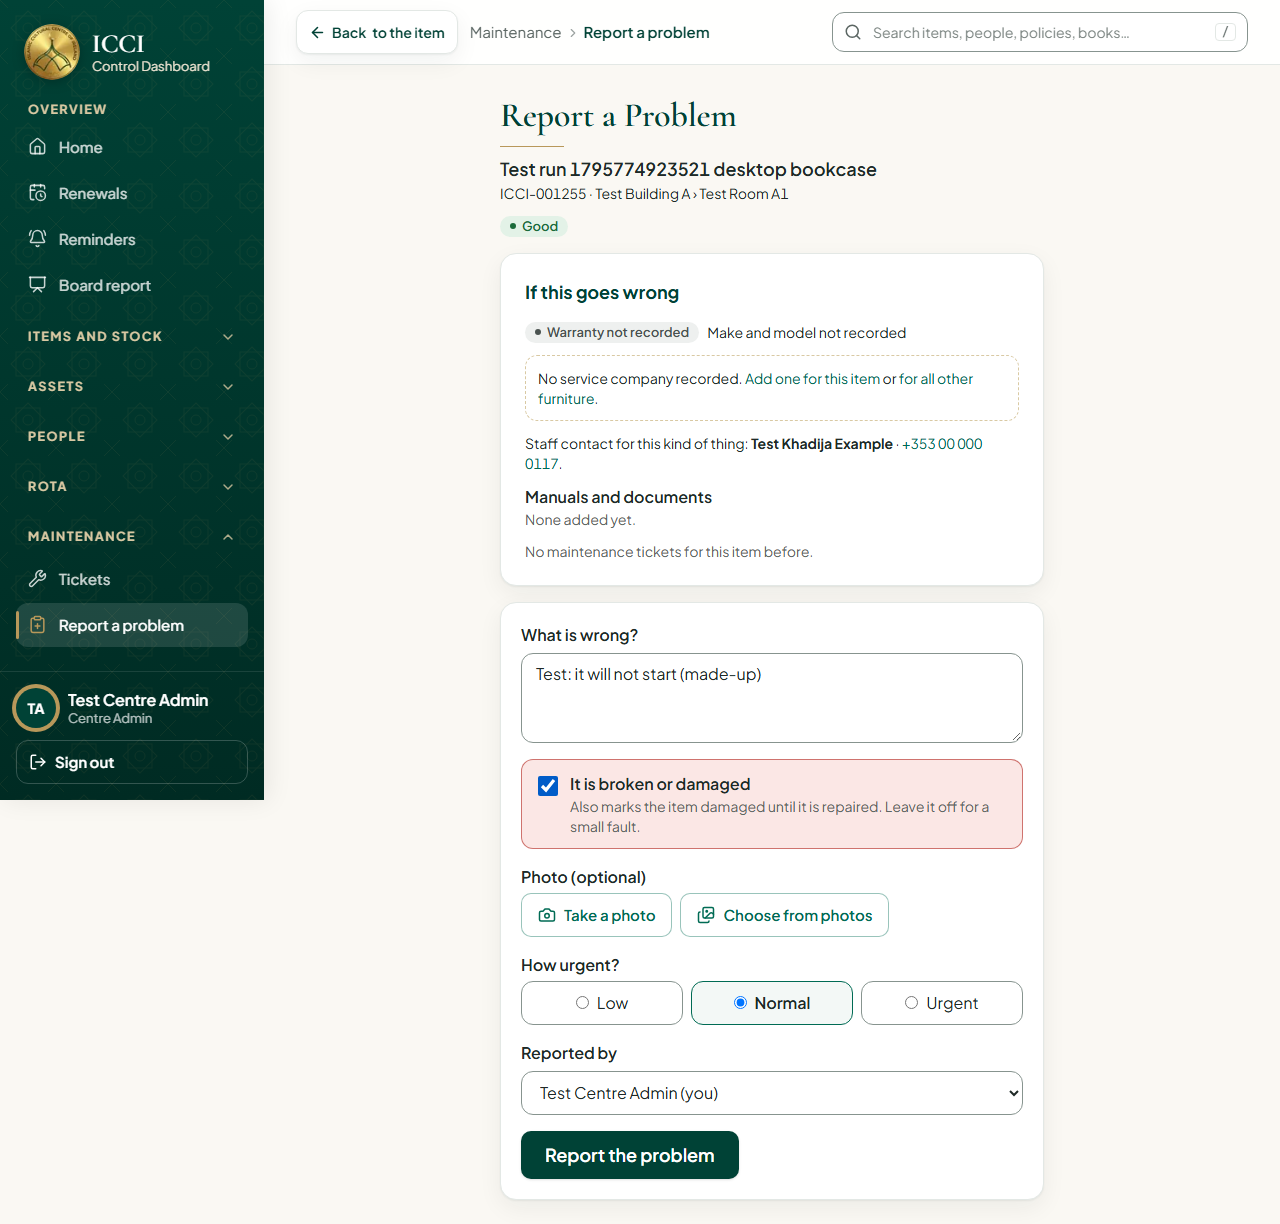 ICCI
Control Dashboard
OVERVIEW
Home
Renewals
Reminders
Board report
ITEMS AND STOCK
ASSETS
PEOPLE
ROTA
MAINTENANCE
Tickets
Report a problem
TA
Test Centre Admin
Centre Admin
Sign out
Back to the item
Maintenance › Report a problem
Search items, people, policies, books…
/
Report a Problem
Test run 1795774923521 desktop bookcase
ICCI-001255 · Test Building A › Test Room A1
Good
If this goes wrong
Warranty not recorded
Make and model not recorded
No service company recorded. Add one for this item or for all other
furniture.
Staff contact for this kind of thing: Test Khadija Example · +353 00 000
0117.
Manuals and documents
None added yet.
No maintenance tickets for this item before.
What is wrong?
Test: it will not start (made-up)
It is broken or damaged
Also marks the item damaged until it is repaired. Leave it off for a
small fault.
Photo (optional)
Take a photo
Choose from photos
How urgent?
Low
Normal
Urgent
Reported by
Test Centre Admin (you)
Report the problem